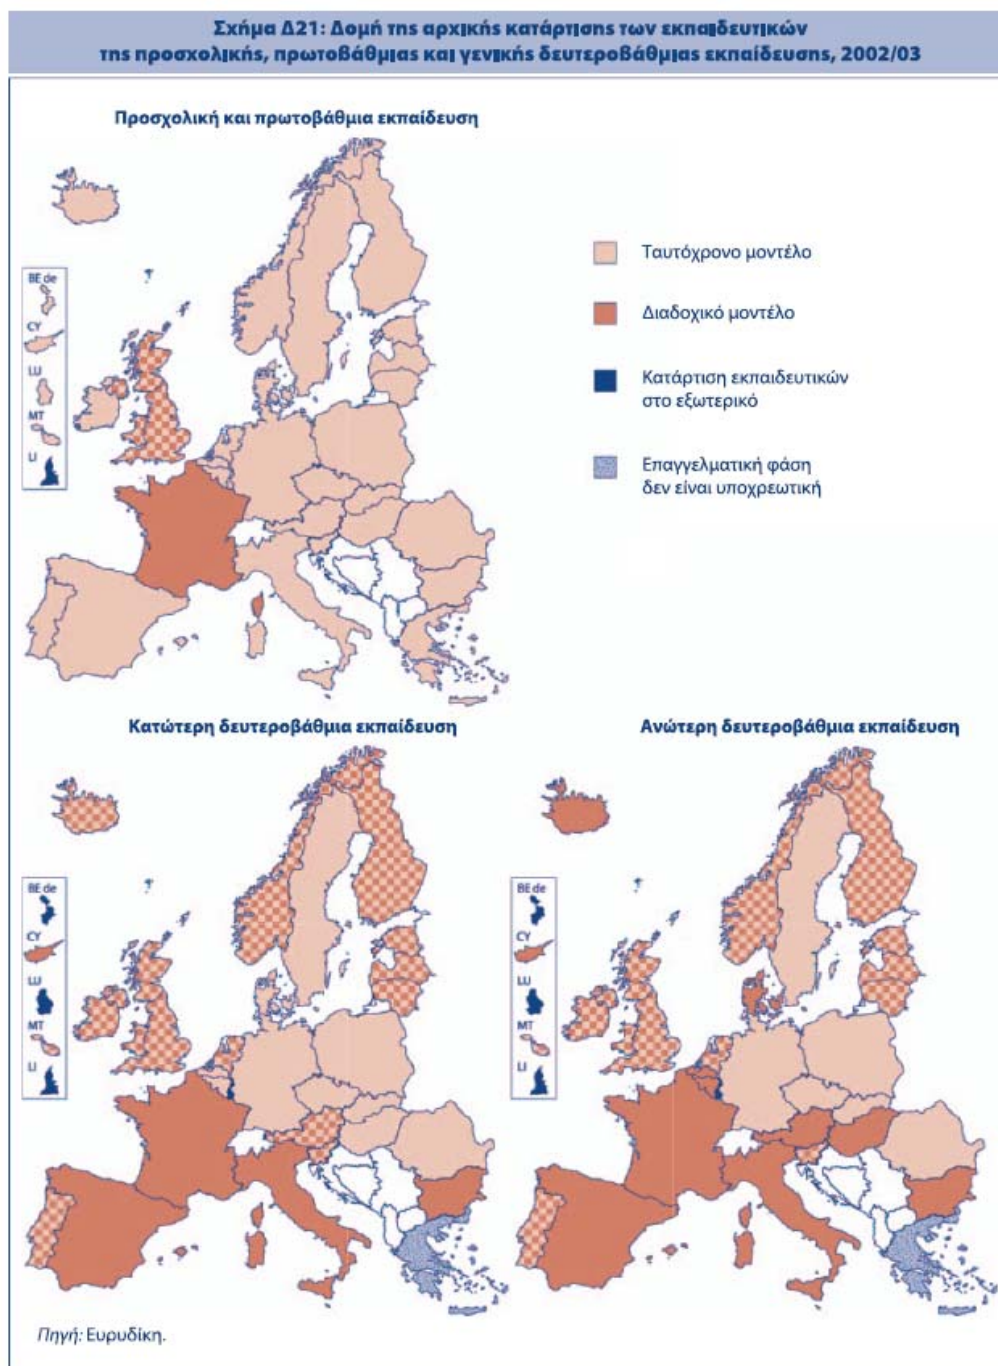 Σχήμα Δ21: Δομή της αρχικής κατάρτισης των εκπαιδευτικών
της προσχολικής, πρωτοβάθμιας και γενικής δευτεροβάθμιας εκπαίδευσης, 2002/03
Προσχολική και πρωτοβάθμια εκπαίδευση
BE de
CY
LU
MT
LI
Ταυτόχρονο μοντέλο
Διαδοχικό μοντέλο
Κατάρτιση εκπαιδευτικών
στο εξωτερικό
Επαγγελματική φάση
δεν είναι υποχρεωτική
Κατώτερη δευτεροβάθμια εκπαίδευση
BE de
CY
LU
MT
LI
Ανώτερη δευτεροβάθμια εκπαίδευση
BE de
CY
LU
MT
LI
Πηγή: Ευρυδίκη.